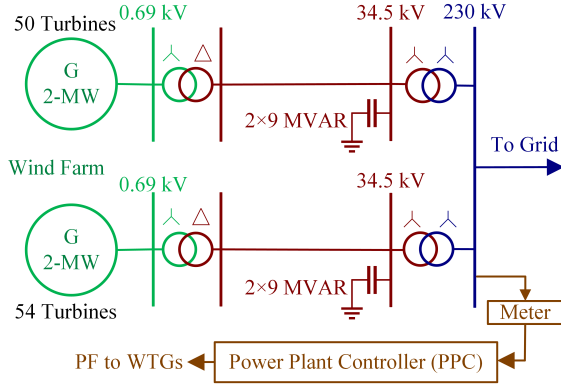 50 Turbines
0.69 kV
34.5 kV
230 kV
G
2-MW
2×9 MVAR
To Grid
Wind Farm
0.69 kV
34.5 kV
G
2-MW
2×9 MVAR
54 Turbines
Meter
PF to WTGs
Power Plant Controller (PPC)